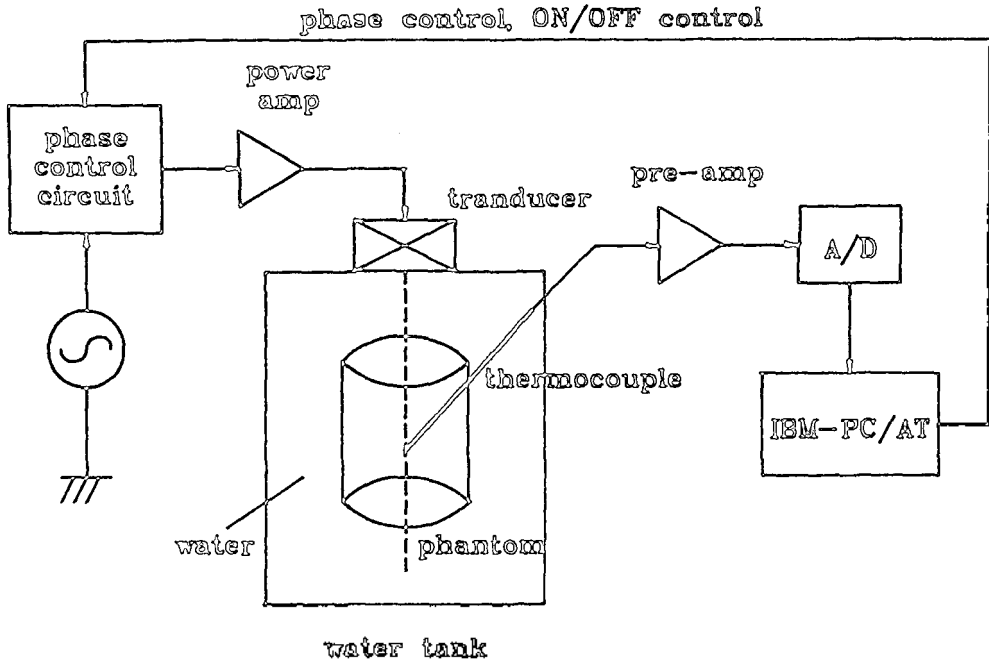 phase control, ON/OFF control
power
amp
phase
control
circuit
pre-amp
tranducer
A/D
thermocouple
IBM-PC/AT
water
phantom
water tank